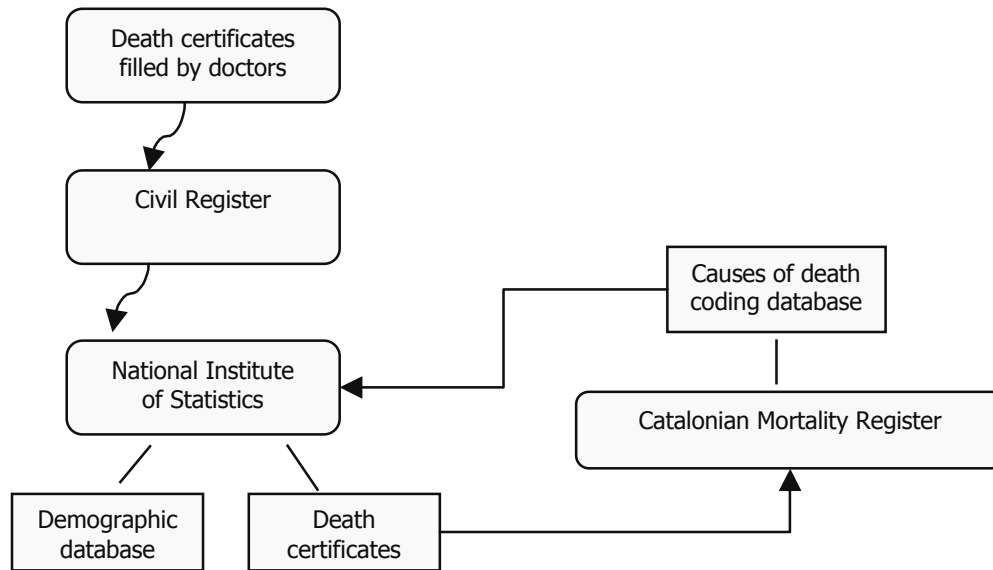 Death certificates
filled by doctors
Civil Register
Causes of death
coding database
National Institute
of Statistics
Catalonian Mortality Register
Demographic
database
Death
certificates